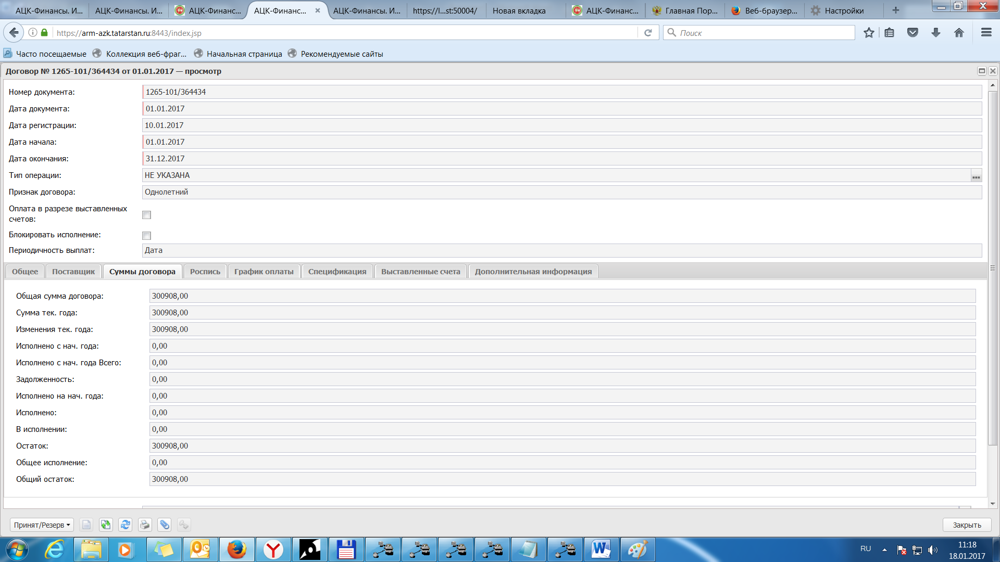 АЦК-Финансы. И...
АЦК-Финансы. И...
АЦК-Финансы...
АЦК-Финанс...
АЦК-Финансы. И...
https://l...st:50004/
Новая вкладка
АЦК-Финанс...
Главная Пор...
Веб-браузер...
Настройки
https://arm-azk.tatarstan.ru:8443/index.jsp
Поиск
Часто посещаемые
Коллекция веб-фраг...
Начальная страница
Рекомендуемые сайты
Договор № 1265-101/364434 от 01.01.2017 — просмотр
Номер документа: 1265-101/364434
Дата документа: 01.01.2017
Дата регистрации: 10.01.2017
Дата начала: 01.01.2017
Дата окончания: 31.12.2017
Тип операции: НЕ УКАЗАНА
Признак договора: Однолетний
Оплата в разрезе выставленных
счетов:
Блокировать исполнение:
Периодичность выплат: Дата
Общее Поставщик Суммы договора Роспись График оплаты Спецификация Выставленные счета Дополнительная информация
Общая сумма договора: 300908,00
Сумма тек. года: 300908,00
Изменения тек. года: 300908,00
Исполнено с нач. года: 0,00
Исполнено с нач. года Всего: 0,00
Задолженность: 0,00
Исполнено на нач. года: 0,00
Исполнено: 0,00
В исполнении: 0,00
Остаток: 300908,00
Общее исполнение: 0,00
Общий остаток: 300908,00
Принят/Резерв
Закрыть
RU
11:18
18.01.2017